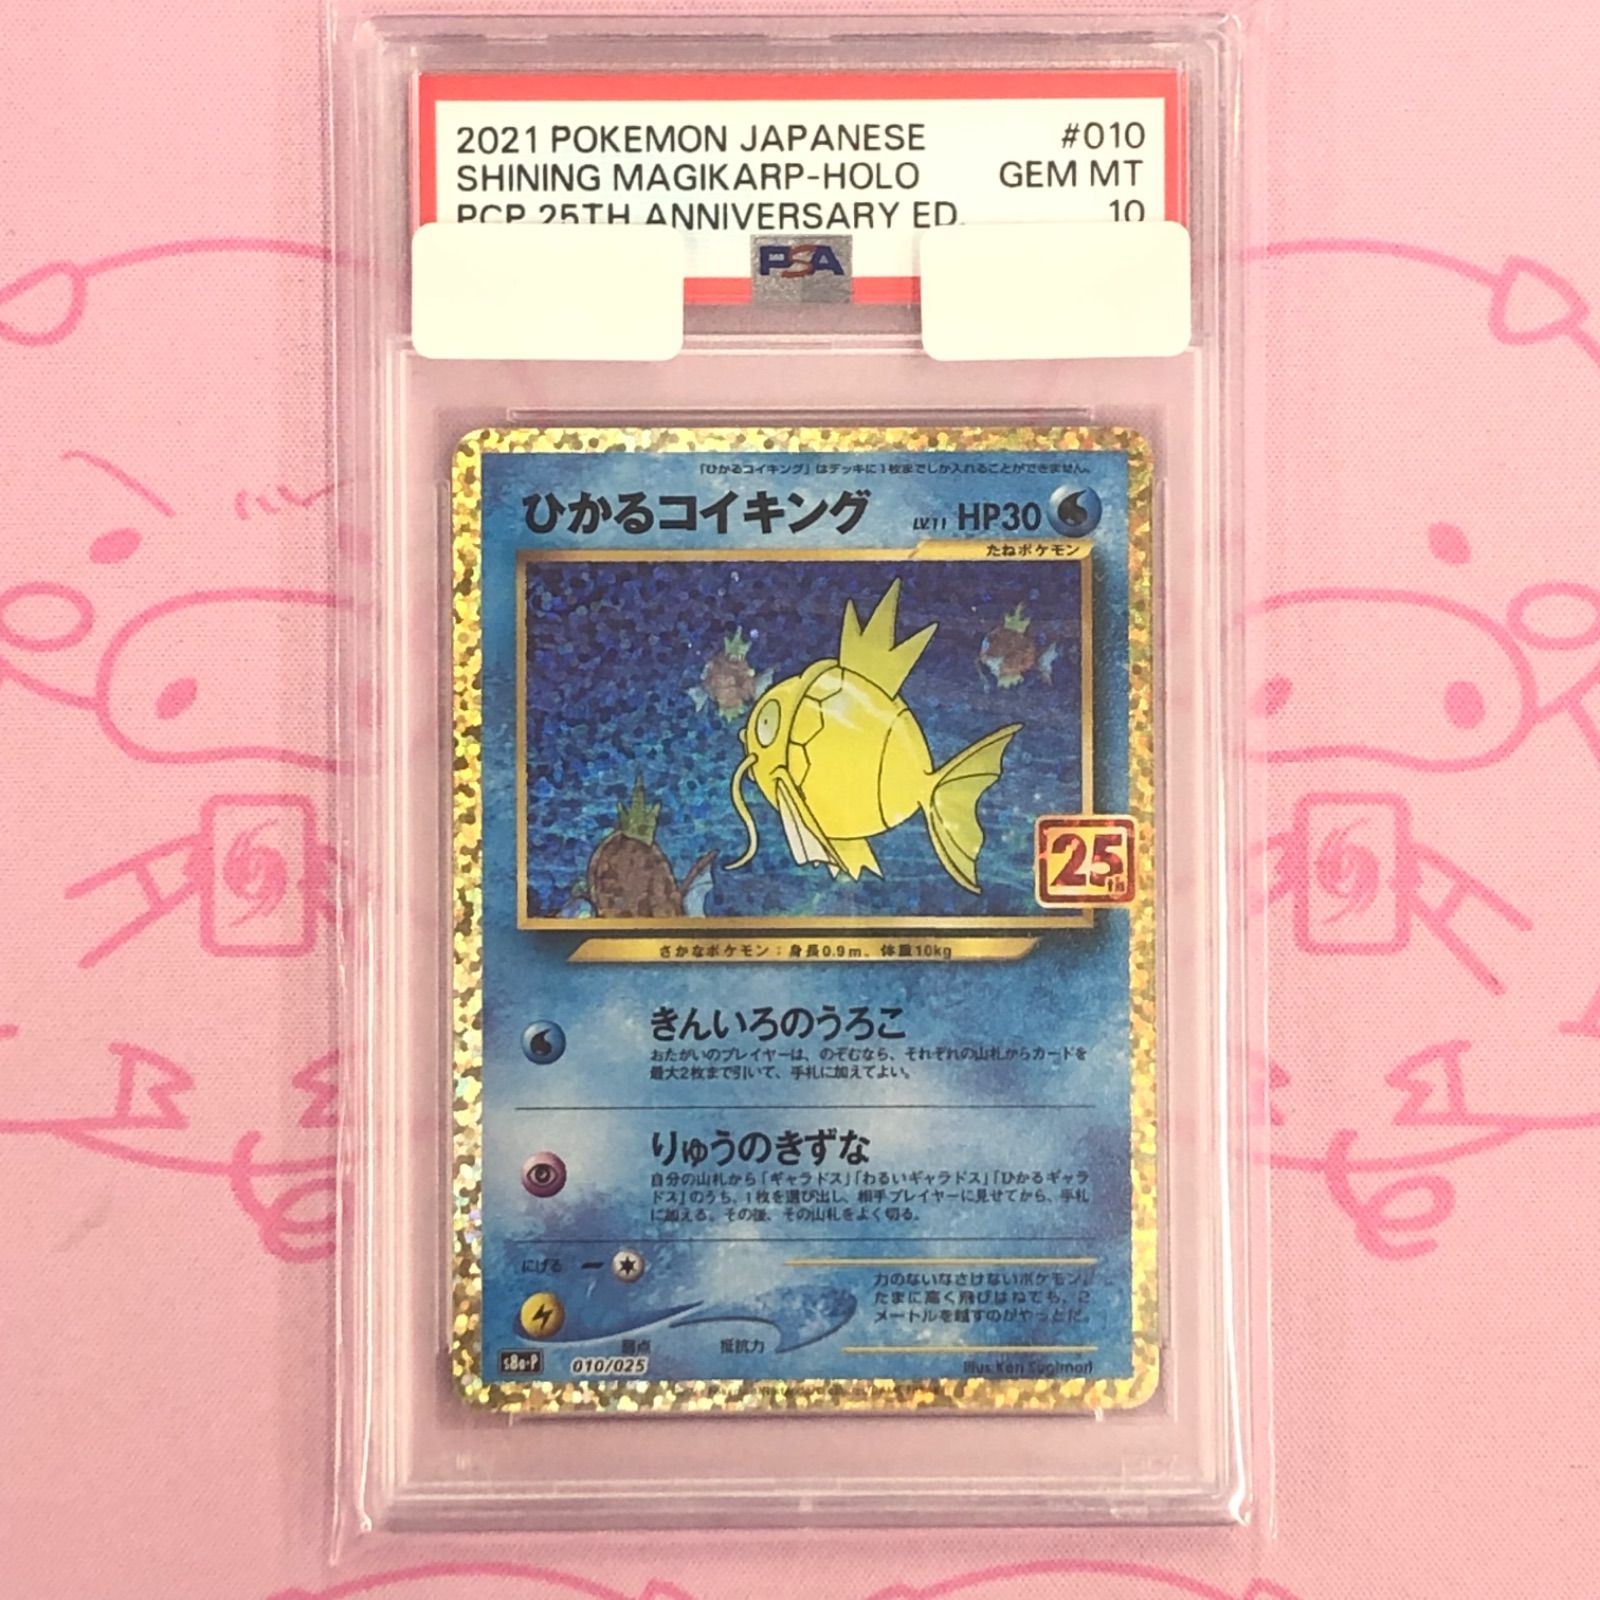 2021 POKEMON JAPANESE #010
SHINING MAGIKARP-HOLO GEM MT
PCP 25TH ANNIVERSARY ED. 10
PSA
「ひかるコイキング」はデッキに1枚までしか入れることができません。
ひかるコイキング LV.11 HP30
たねポケモン
25th
さかなポケモン：身長0.9m、体重10kg
きんいろのうろこ
おたがいのプレイヤーは、のぞむなら、それぞれの山札からカードを
最大2枚まで引いて、手札に加えてよい。
りゅうのきずな
自分の山札から「ギャラドス」「わるいギャラドス」「ひかるギャラ
ドス」のうち、1枚を選び出し、相手プレイヤーに見せてから、手札
に加える。その後、その山札をよく切る。
にげる
力のないなさけないポケモン。
たまに高く飛びはねても、2
メートルを越すのがやっとだ。
弱点 抵抗力
s8a-P 010/025
Illus. Ken Sugimori